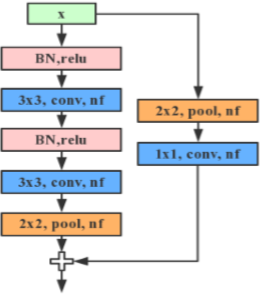 x
BN,relu
3x3, conv, nf
BN,relu
3x3, conv, nf
2x2, pool, nf
2x2, pool, nf
1x1, conv, nf